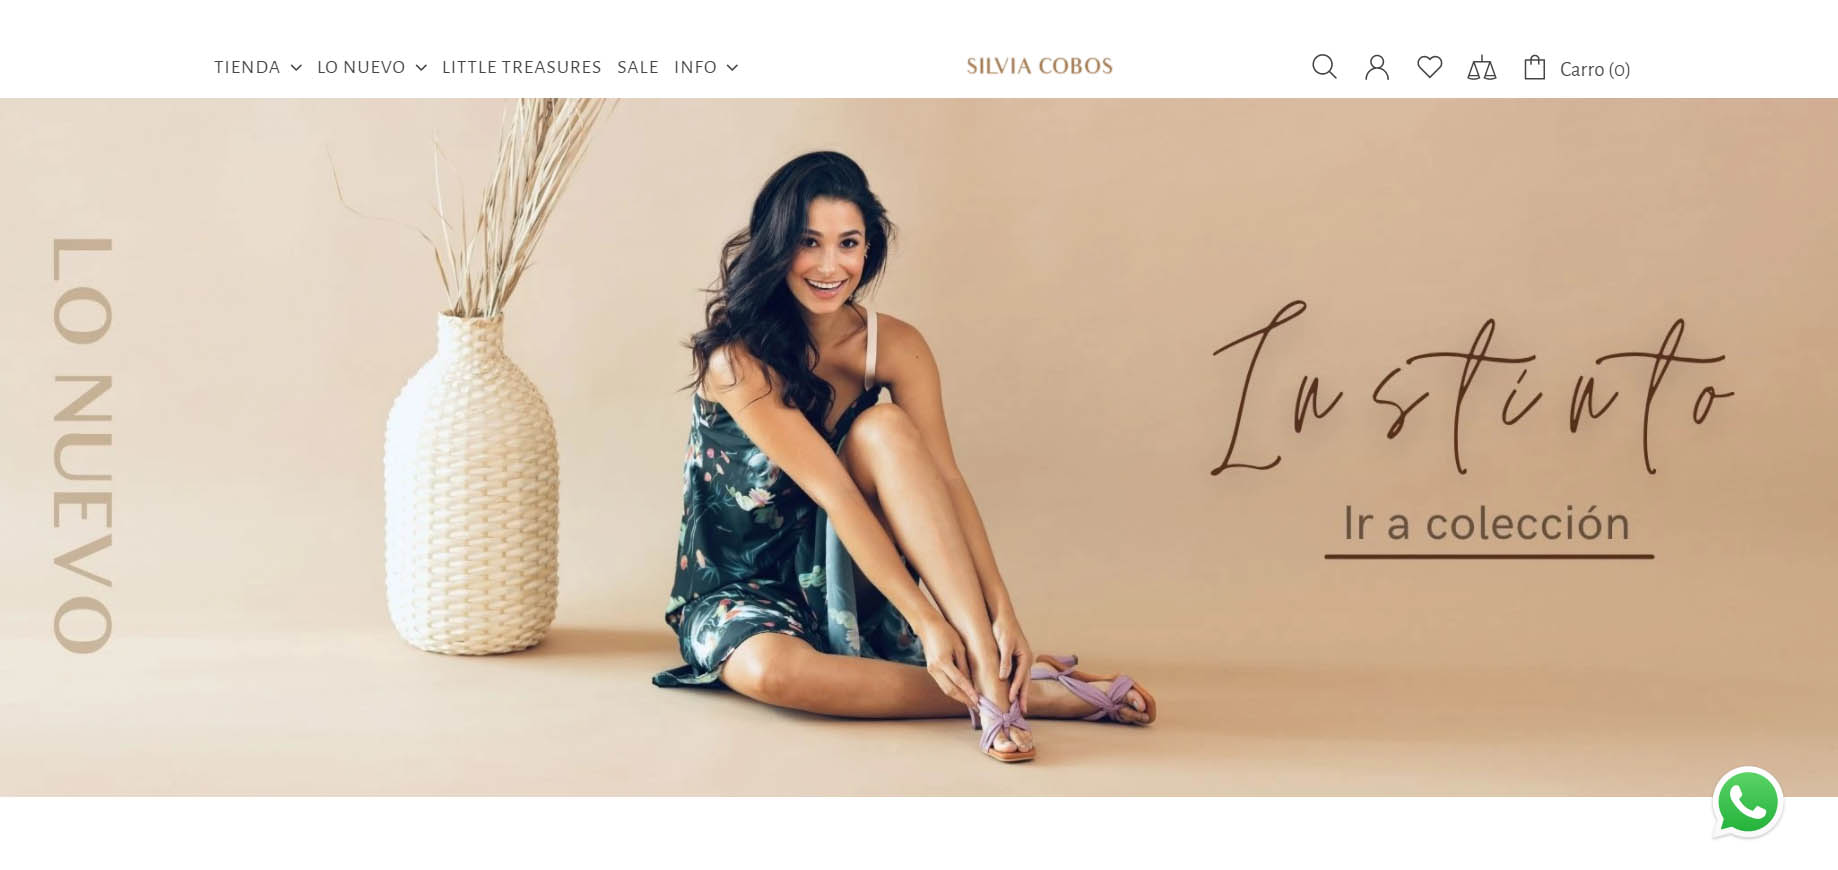 TIENDA
LO NUEVO
LITTLE TREASURES
SALE
INFO
SILVIA COBOS
Carro (0)
LO NUEVO
Instinto
Ir a colección